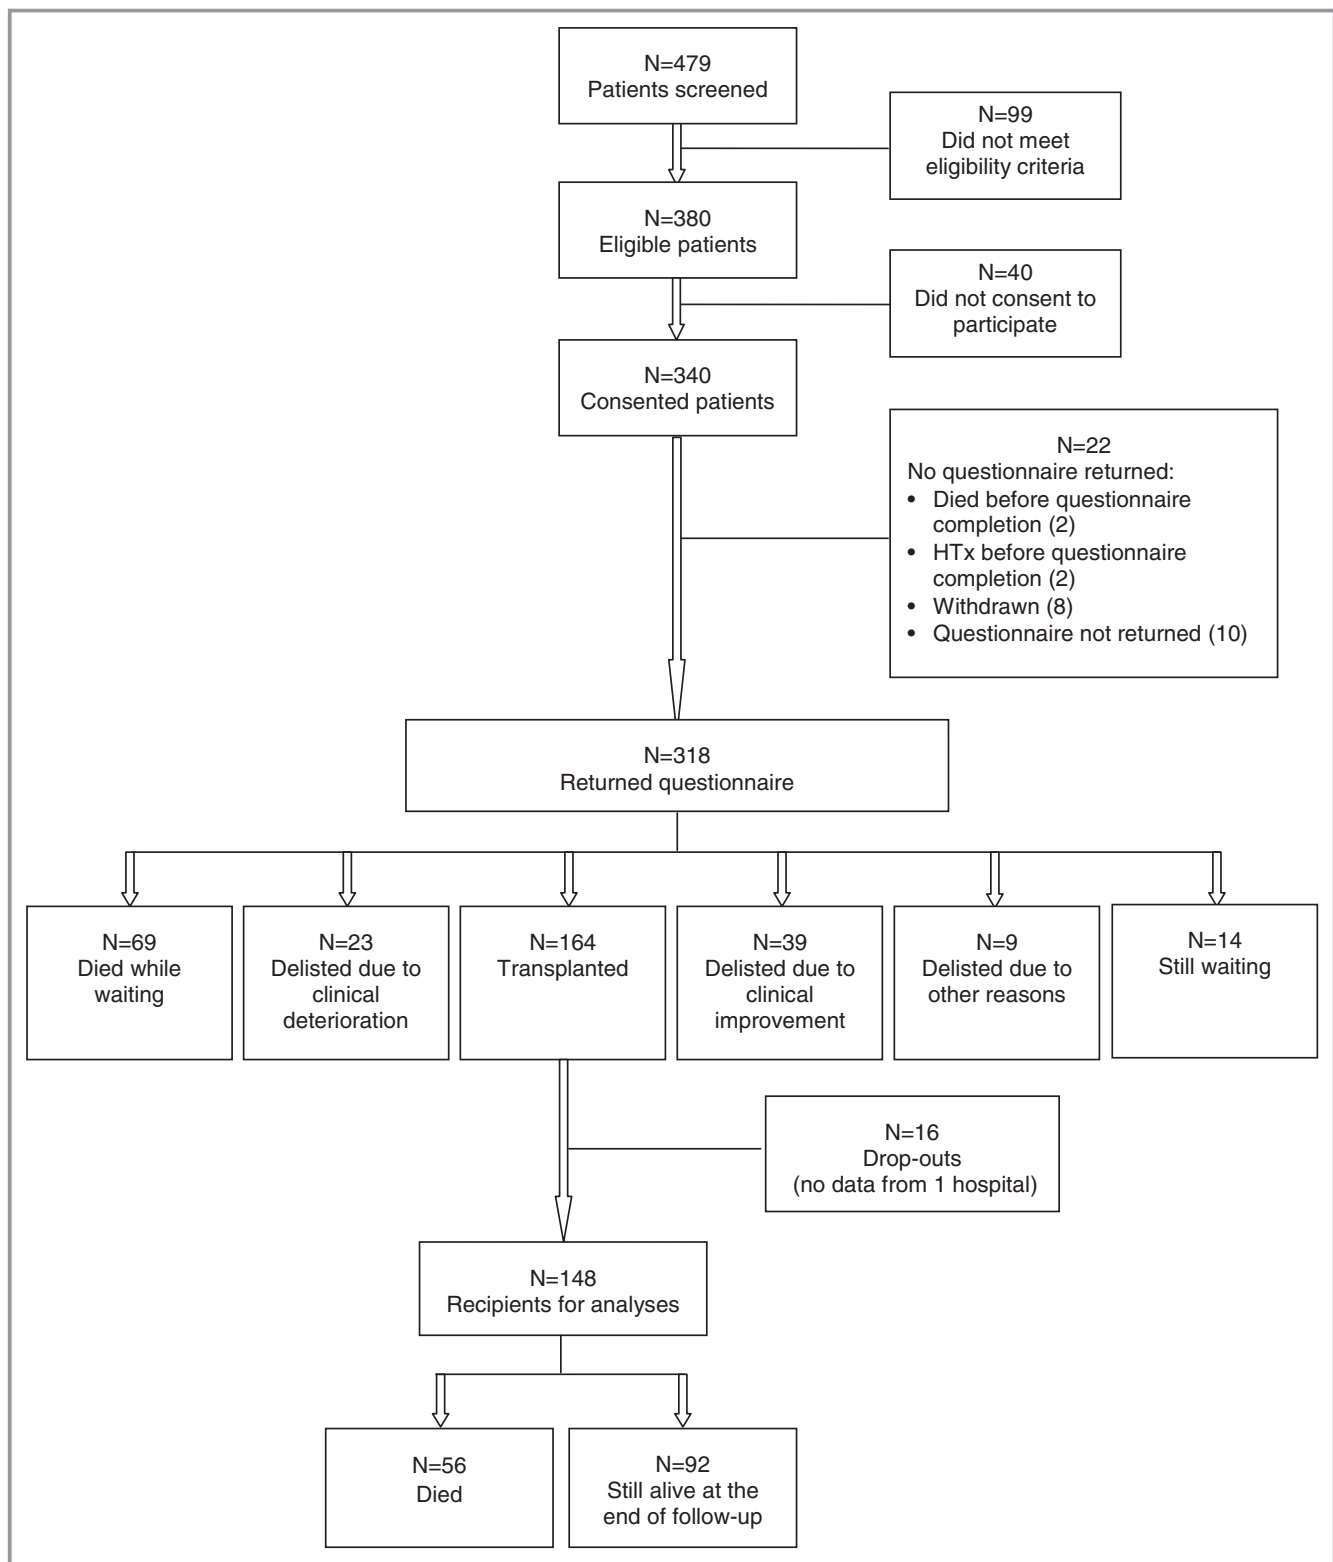 N=479
Patients screened
N=99
Did not meet
eligibility criteria
N=380
Eligible patients
N=40
Did not consent to
participate
N=340
Consented patients
N=22
No questionnaire returned:
• Died before questionnaire
completion (2)
• HTx before questionnaire
completion (2)
• Withdrawn (8)
• Questionnaire not returned (10)
N=318
Returned questionnaire
N=69
Died while
waiting
N=23
Delisted due to
clinical
deterioration
N=164
Transplanted
N=39
Delisted due to
clinical
improvement
N=9
Delisted due to
other reasons
N=14
Still waiting
N=16
Drop-outs
(no data from 1 hospital)
N=148
Recipients for analyses
N=56
Died
N=92
Still alive at the
end of follow-up